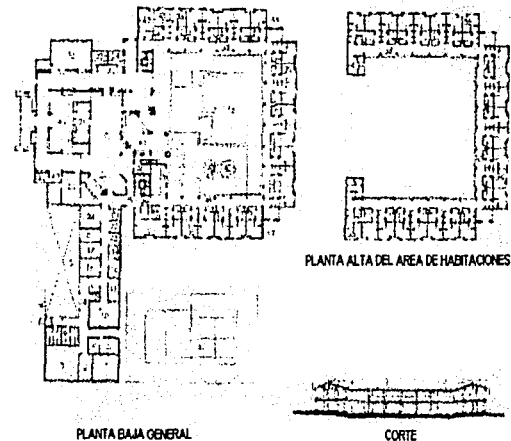 PLANTA ALTA DEL AREA DE HABITACIONES
PLANTA BAJA GENERAL
CORTE